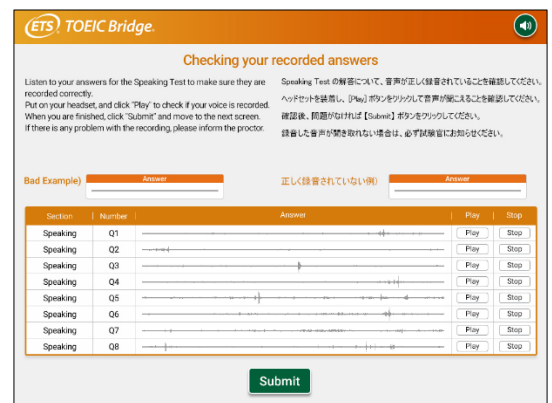 ETS TOEIC Bridge®
Checking your recorded answers
Listen to your answers for the Speaking Test to make sure they are
recorded correctly.
Put on your headset, and click "Play" to check if your voice is recorded.
When you are finished, click "Submit" and move to the next screen.
If there is any problem with the recording, please inform the proctor.
Speaking Test の解答について、音声が正しく録音されていることを確認してください。
ヘッドセットを装着し、[Play] ボタンをクリックして音声が聞こえることを確認してください。
確認後、問題がなければ【Submit】ボタンをクリックしてください。
録音した音声が聞き取れない場合は、必ず試験官にお知らせください。
Bad Example) Answer
正しく録音されていない例) Answer
Section Number Answer Play Stop
Speaking Q1 Play Stop
Speaking Q2 Play Stop
Speaking Q3 Play Stop
Speaking Q4 Play Stop
Speaking Q5 Play Stop
Speaking Q6 Play Stop
Speaking Q7 Play Stop
Speaking Q8 Play Stop
Submit